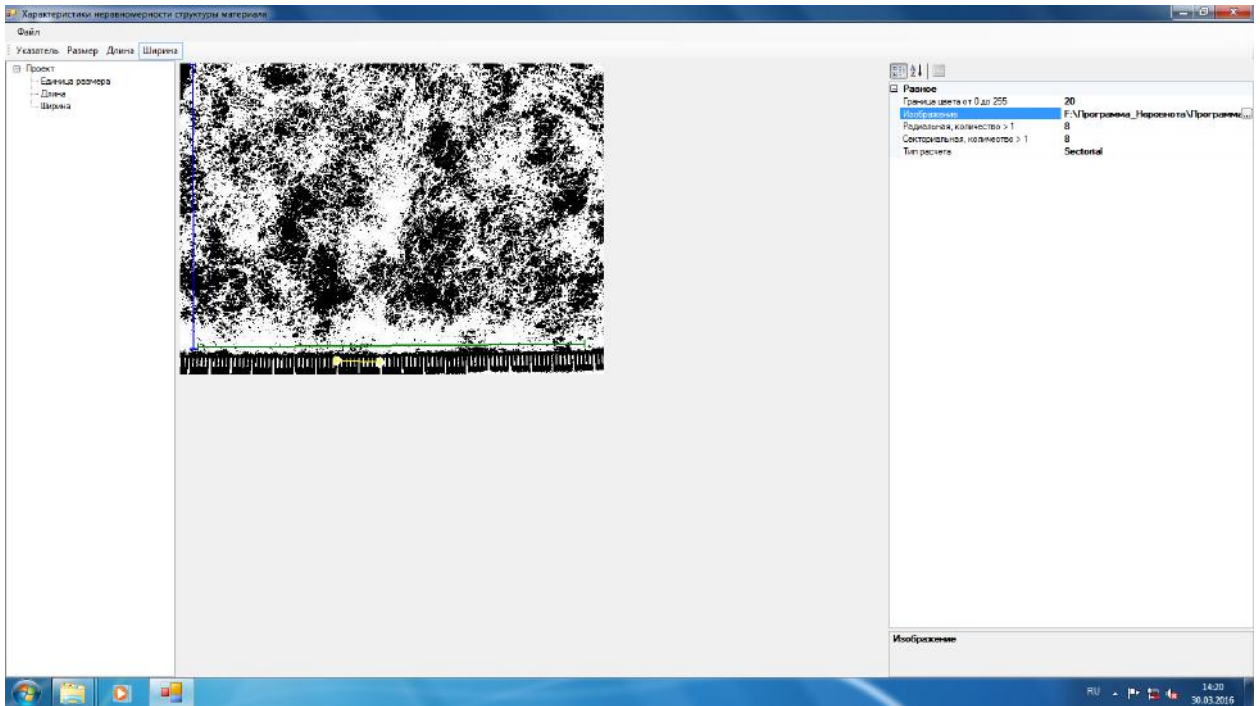 Характеристики неравномерности структуры материала
Файл
Указатель Размер Длина Ширина
Проект
Единица размера
Длина
Ширина
Разное
Граница цвета от 0 до 255 20
Изображение F:\Программа_Неровнота\Программа ...
Радиальная, количество > 1 8
Секториальная, количество > 1 8
Тип расчета Sectorial
Изображение
RU
14:20
30.03.2016